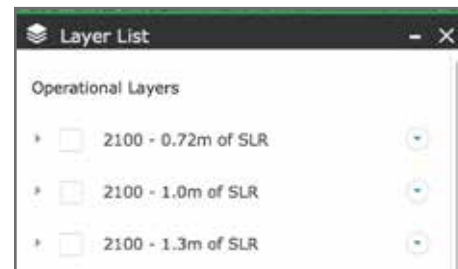 Layer List
Operational Layers
2100 - 0.72m of SLR
2100 - 1.0m of SLR
2100 - 1.3m of SLR